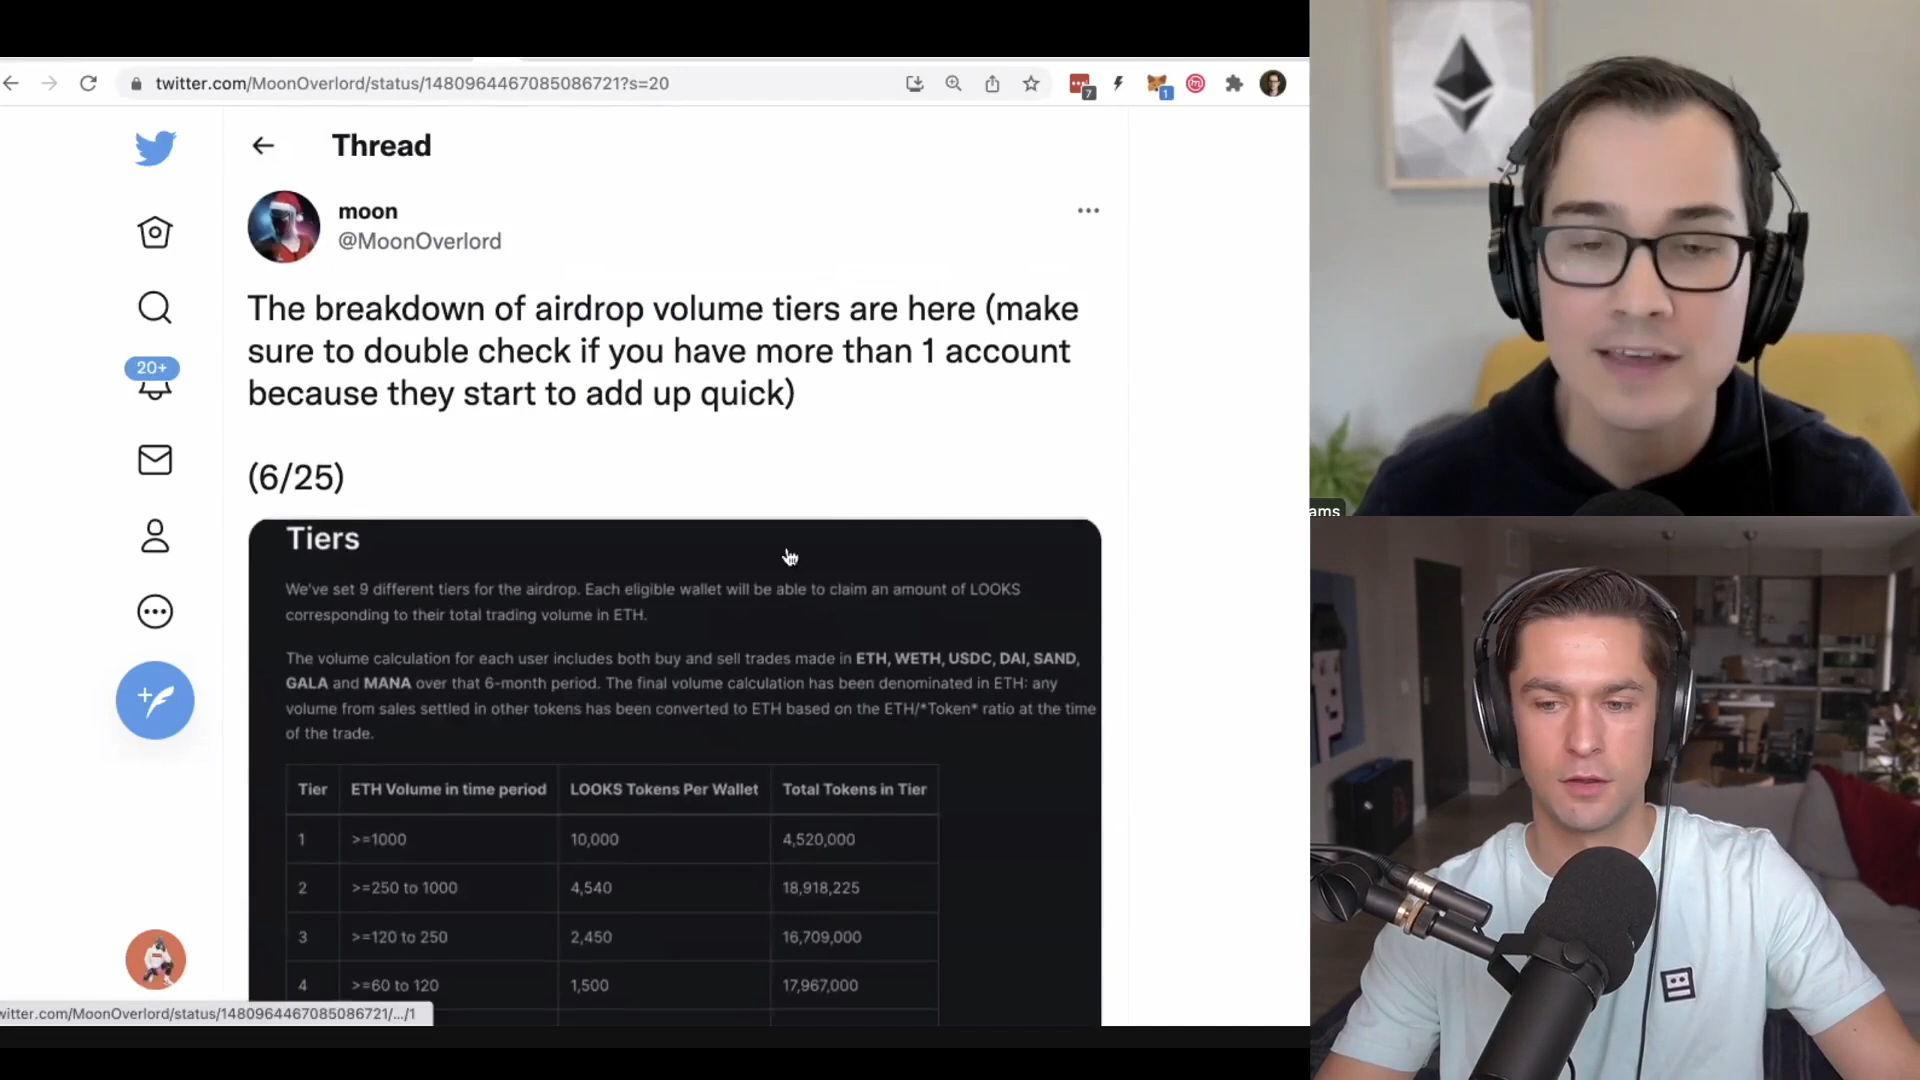 twitter.com/MoonOverlord/status/1480964467085086721?s=20
7
1
Thread
moon
@MoonOverlord
The breakdown of airdrop volume tiers are here (make
sure to double check if you have more than 1 account
because they start to add up quick)
(6/25)
20+
Tiers
We've set 9 different tiers for the airdrop. Each eligible wallet will be able to claim an amount of LOOKS
corresponding to their total trading volume in ETH.
The volume calculation for each user includes both buy and sell trades made in ETH, WETH, USDC, DAI, SAND,
GALA and MANA over that 6-month period. The final volume calculation has been denominated in ETH: any
volume from sales settled in other tokens has been converted to ETH based on the ETH/*Token* ratio at the time
of the trade.
Tier ETH Volume in time period LOOKS Tokens Per Wallet Total Tokens in Tier
1 >=1000 10,000 4,520,000
2 >=250 to 1000 4,540 18,918,225
3 >=120 to 250 2,450 16,709,000
4 >=60 to 120 1,500 17,967,000
witter.com/MoonOverlord/status/1480964467085086721/.../1
ams